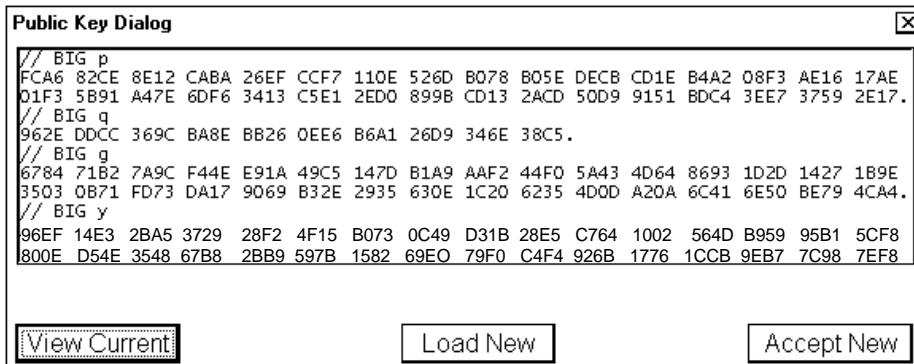 Public Key Dialog
// BIG p
FCA6 82CE 8E12 CABA 26EF CCF7 110E 526D B078 B05E DECB CD1E B4A2 08F3 AE16 17AE
01F3 5B91 A47E 6DF6 3413 C5E1 2ED0 899B CD13 2ACD 50D9 9151 BDC4 3EE7 3759 2E17.
// BIG q
962E DDCC 369C BA8E BB26 0EE6 B6A1 26D9 346E 38C5.
// BIG g
6784 71B2 7A9C F44E E91A 49C5 147D B1A9 AAF2 44F0 5A43 4D64 8693 1D2D 1427 1B9E
3503 0B71 FD73 DA17 9069 B32E 2935 630E 1C20 6235 4D0D A20A 6C41 6E50 BE79 4CA4.
// BIG y
96EF 14E3 2BA5 3729 28F2 4F15 B073 0C49 D31B 28E5 C764 1002 564D B959 95B1 5CF8
800E D54E 3548 67B8 2BB9 597B 1582 69EO 79F0 C4F4 926B 1776 1CCB 9EB7 7C98 7EF8
View Current Load New Accept New